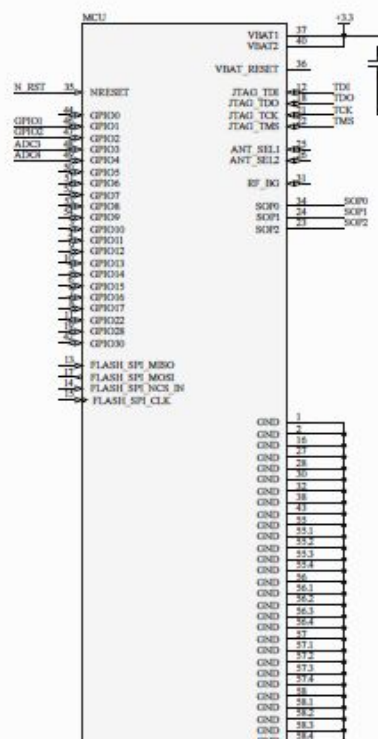 MCU
+3.3
VBAT1 37
VBAT2 40
VBAT_RESET 36
N_RST 35 NRESET
JTAG_TDI 12 TDI
JTAG_TDO TDO
JTAG_TCK TCK
JTAG_TMS TMS
44 GPIO0
GPIO1 GPIO1
GPIO2 GPIO2
ADC3 GPIO3
ADC4 GPIO4
GPIO5
GPIO6
GPIO7
GPIO8
GPIO9
GPIO10
GPIO11
GPIO12
GPIO13
GPIO14
GPIO15
GPIO16
GPIO17
GPIO22
GPIO28
GPIO30
ANT_SEL1 25
ANT_SEL2
RF_BG 31
SOP0 34 SOP0
SOP1 24 SOP1
SOP2 23 SOP2
13 FLASH_SPI_MISO
17 FLASH_SPI_MOSI
14 FLASH_SPI_NCS_IN
15 FLASH_SPI_CLK
GND 1
GND 2
GND 16
GND 27
GND 28
GND 30
GND 32
GND 38
GND 43
GND 55
GND 55.1
GND 55.2
GND 55.3
GND 55.4
GND 56
GND 56.1
GND 56.2
GND 56.3
GND 56.4
GND 57
GND 57.1
GND 57.2
GND 57.3
GND 57.4
GND 58
GND 58.1
GND 58.2
GND 58.3
GND 58.4